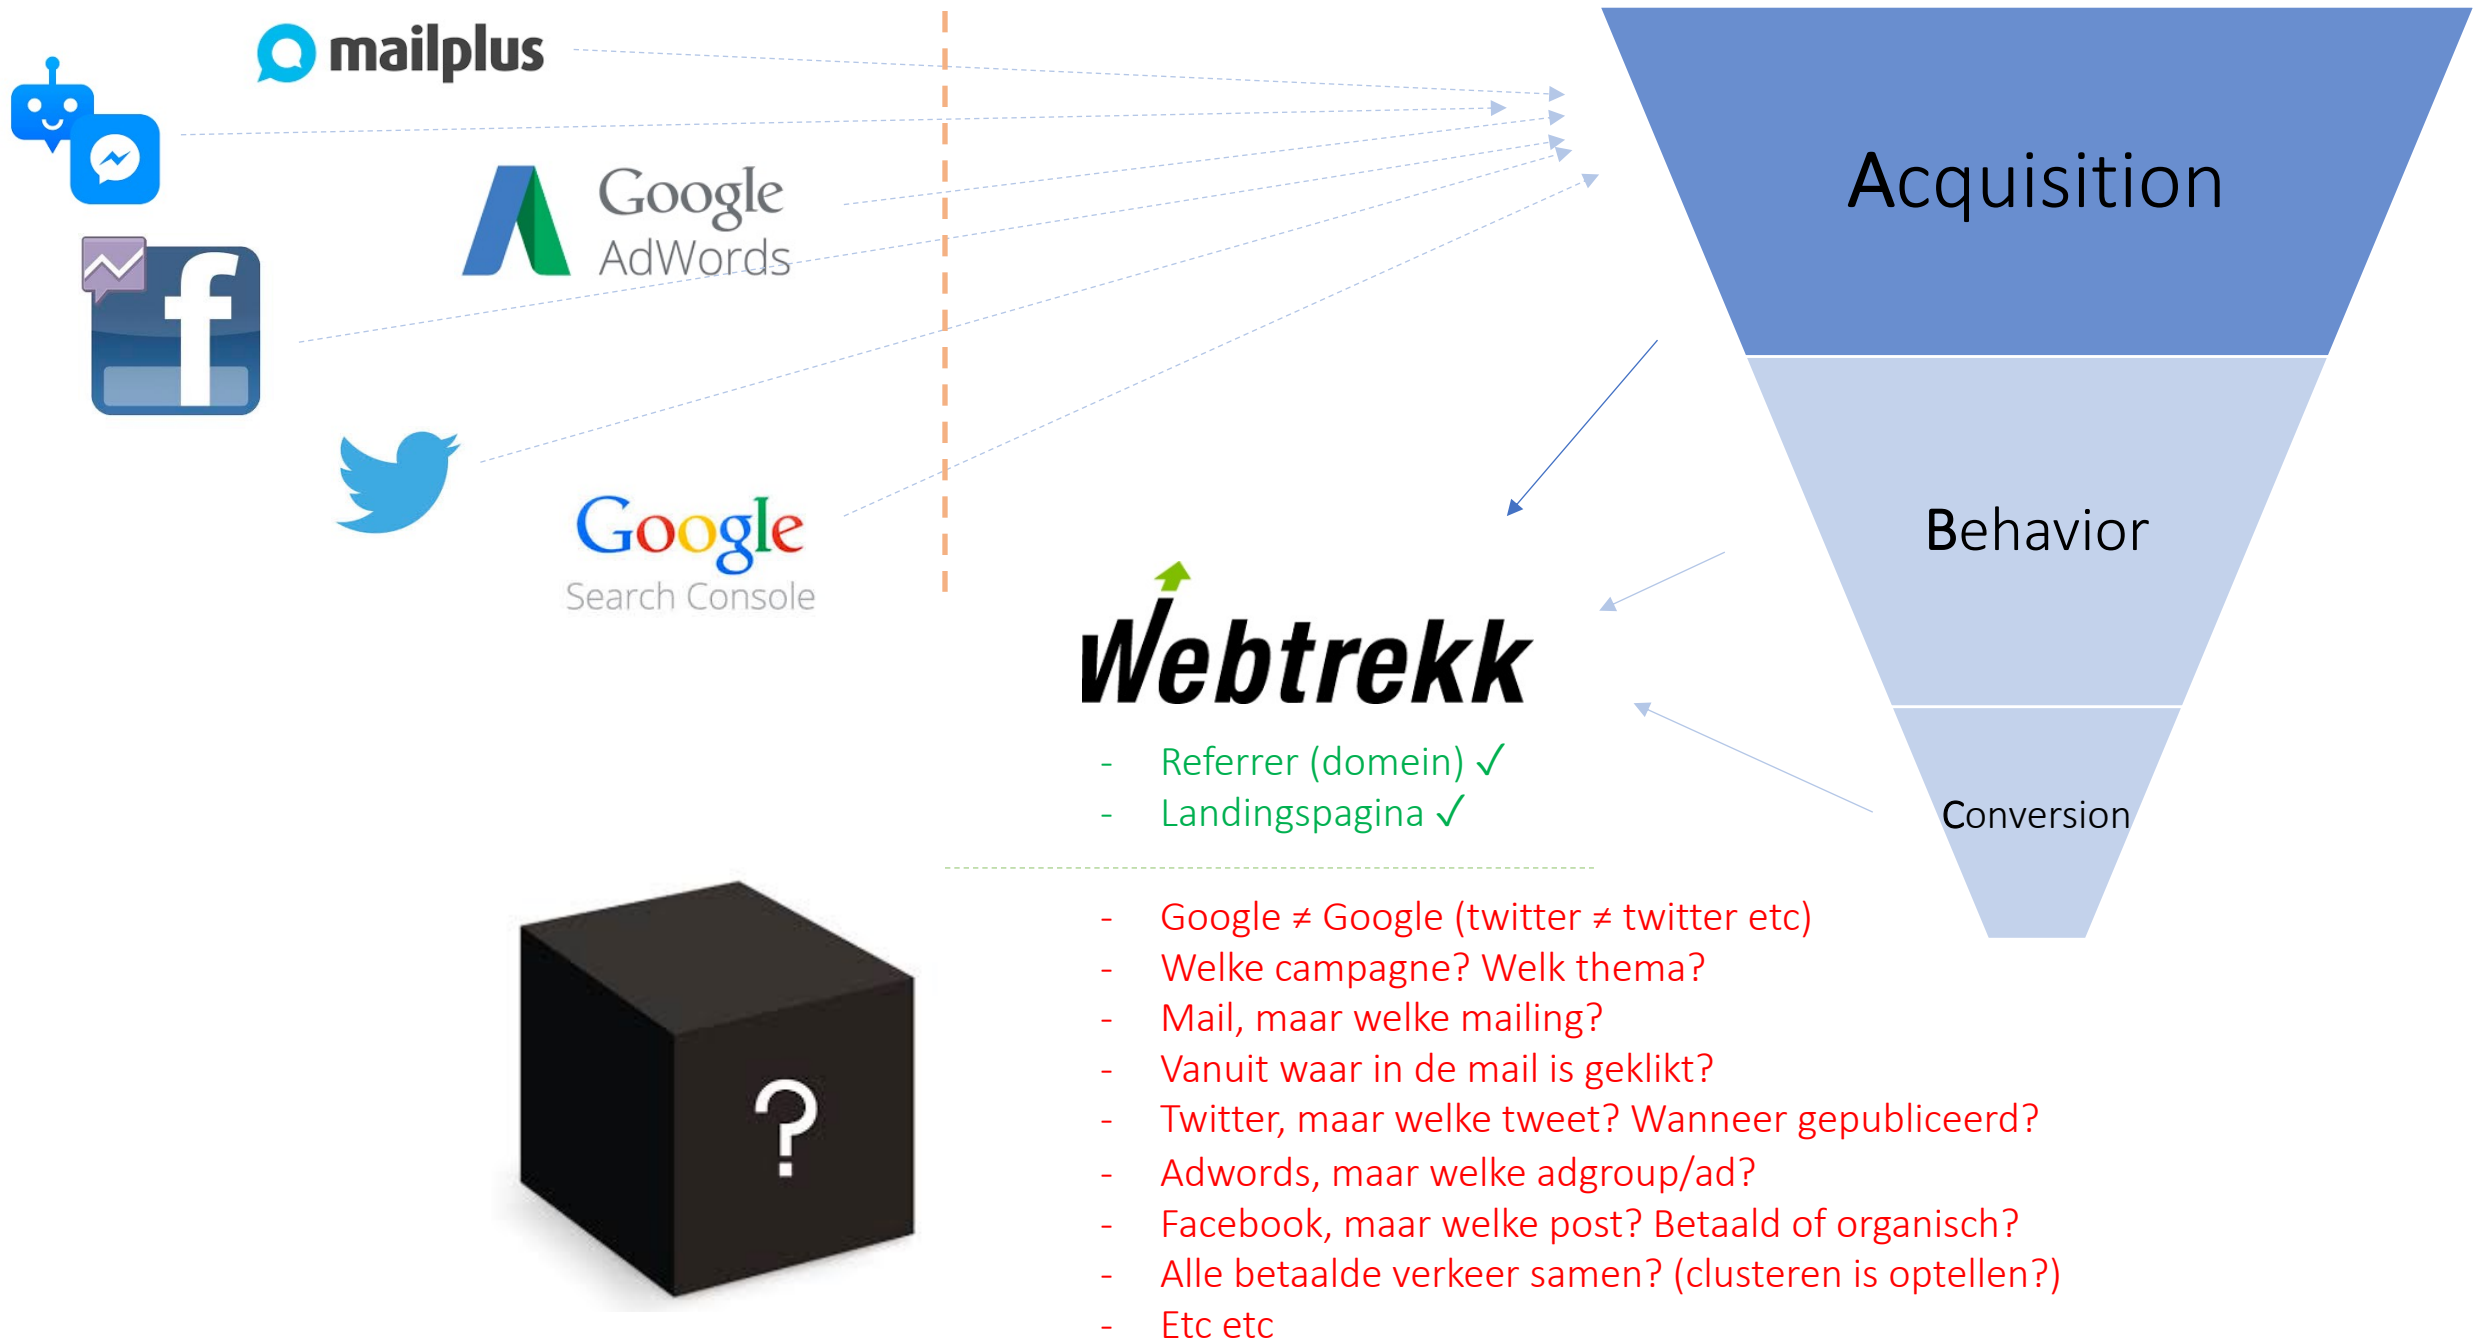 mailplus
Google
AdWords
f
Google
Search Console
Acquisition
Behavior
Conversion
Webtrekk
- Referrer (domein) ✓
- Landingspagina ✓
?
- Google ≠ Google (twitter ≠ twitter etc)
- Welke campagne? Welk thema?
- Mail, maar welke mailing?
- Vanuit waar in de mail is geklikt?
- Twitter, maar welke tweet? Wanneer gepubliceerd?
- Adwords, maar welke adgroup/ad?
- Facebook, maar welke post? Betaald of organisch?
- Alle betaalde verkeer samen? (clusteren is optellen?)
- Etc etc